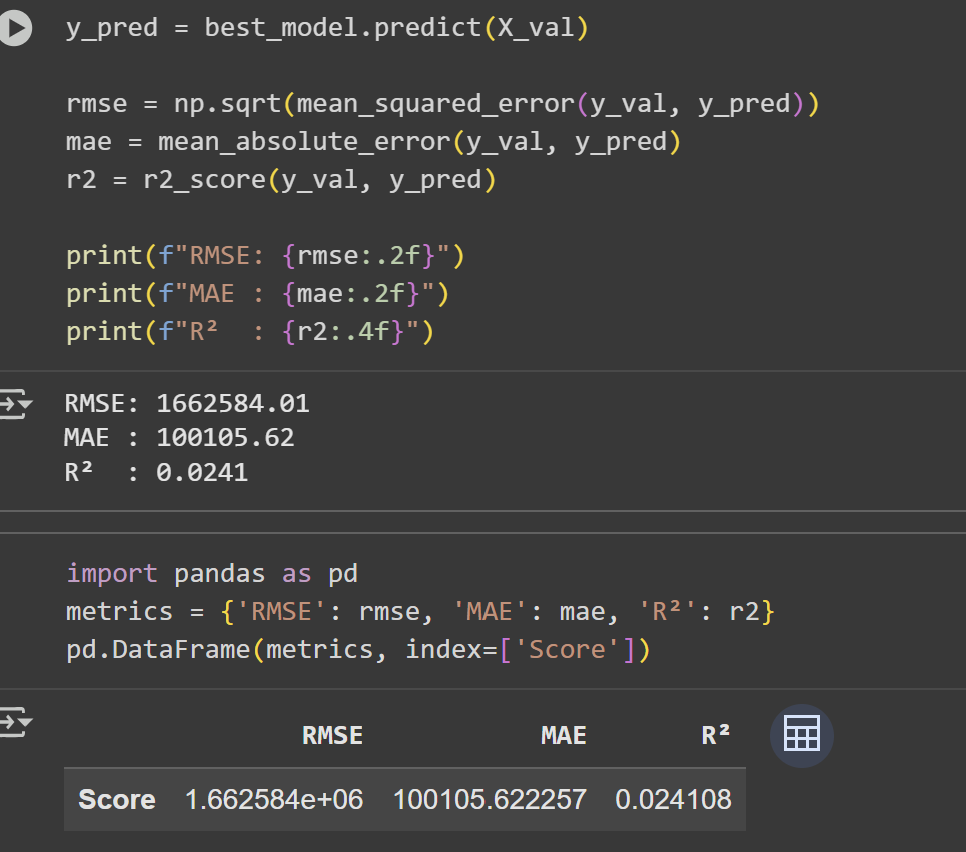 y_pred = best_model.predict(X_val)
rmse = np.sqrt(mean_squared_error(y_val, y_pred))
mae = mean_absolute_error(y_val, y_pred)
r2 = r2_score(y_val, y_pred)
print(f"RMSE: {rmse:.2f}")
print(f"MAE : {mae:.2f}")
print(f"R²  : {r2:.4f}")
RMSE: 1662584.01
MAE : 100105.62
R²  : 0.0241
import pandas as pd
metrics = {'RMSE': rmse, 'MAE': mae, 'R²': r2}
pd.DataFrame(metrics, index=['Score'])
RMSE MAE R²
Score 1.662584e+06 100105.622257 0.024108